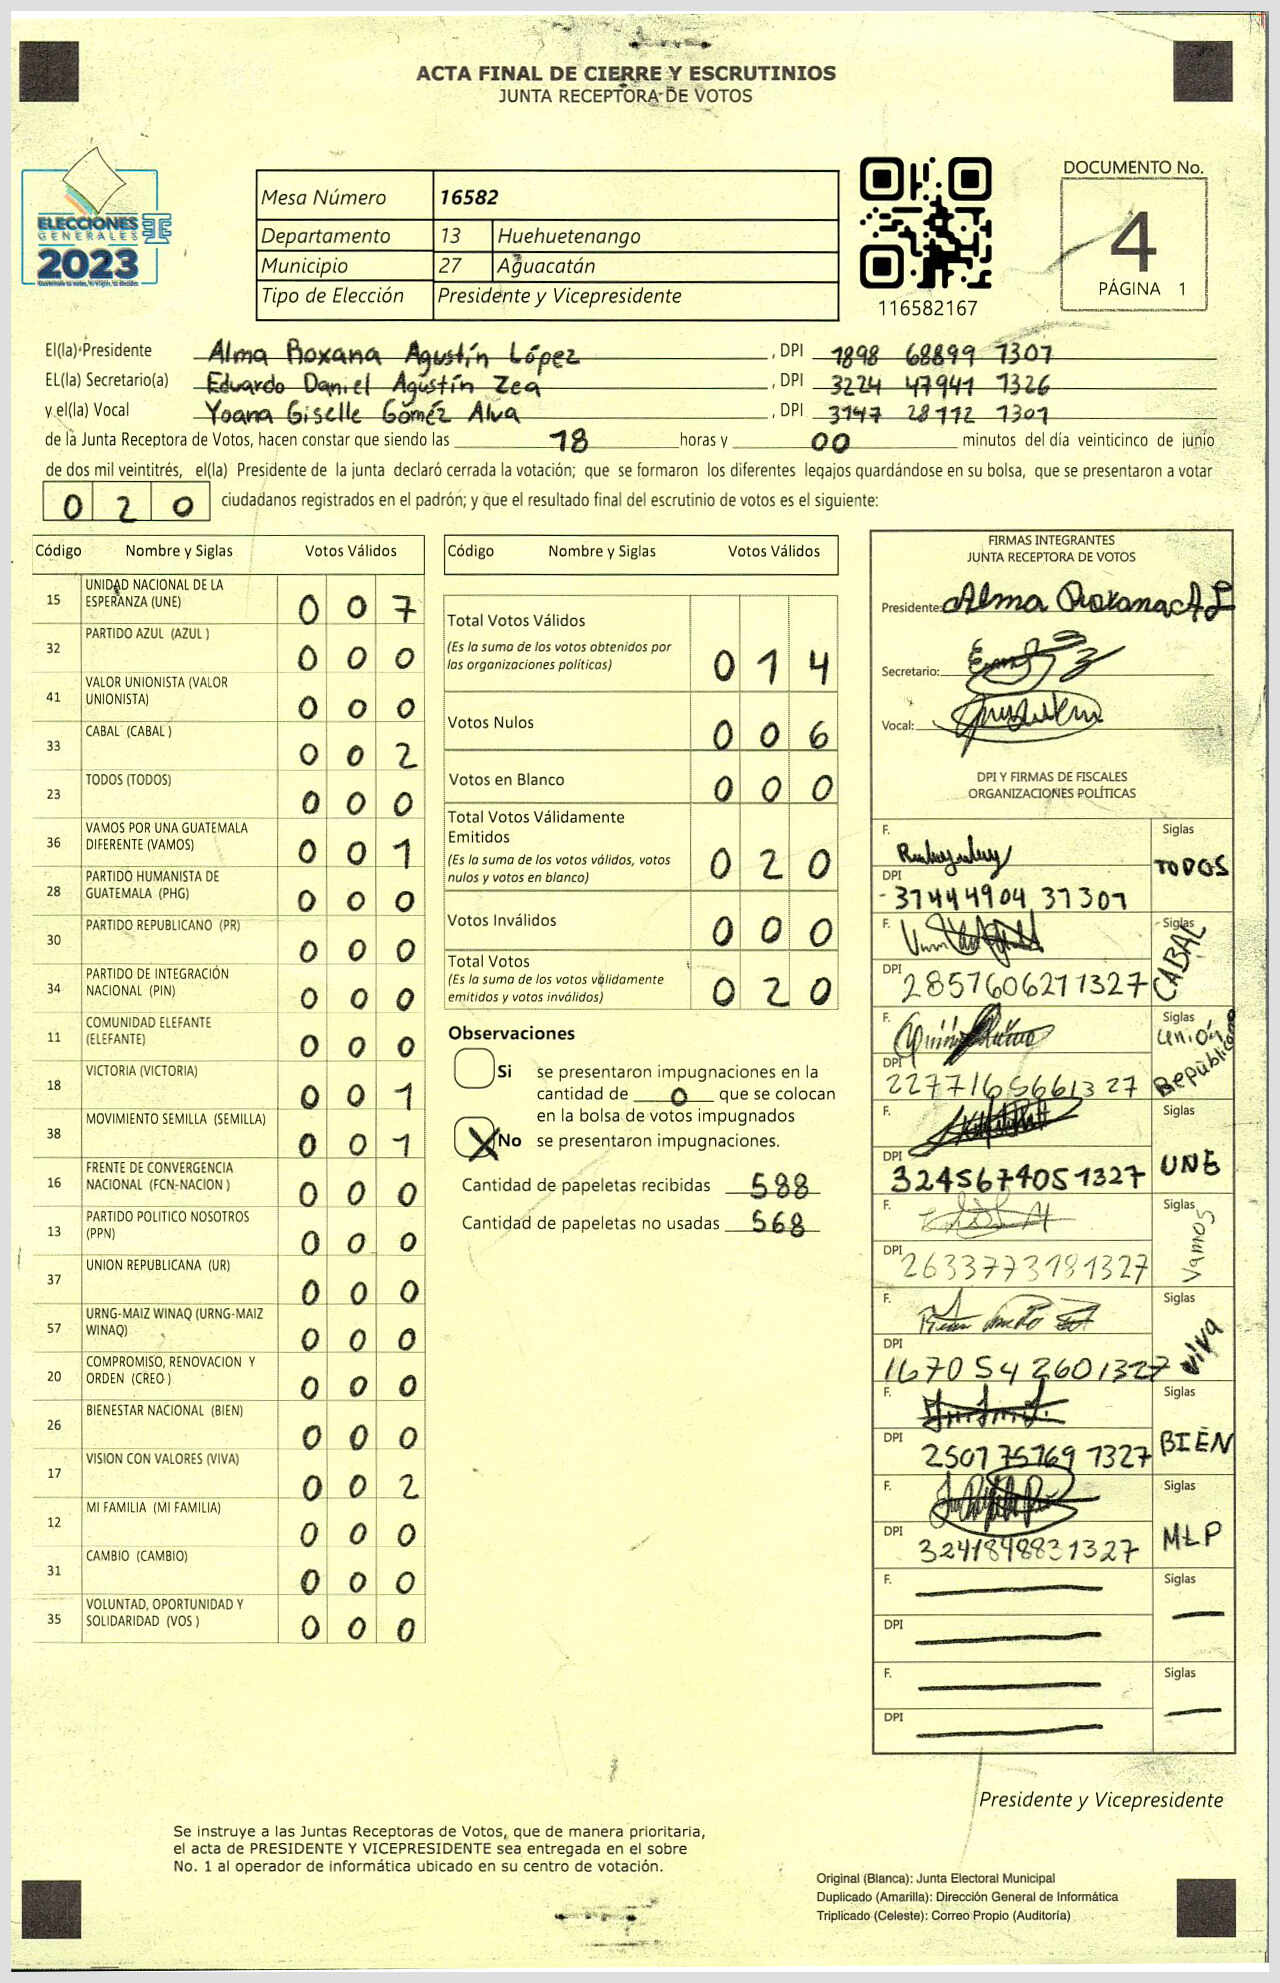 ACTA FINAL DE CIERRE Y ESCRUTINIOS
JUNTA RECEPTORA DE VOTOS
ELECCIONES
GENERALES
2023
Mesa Número 16582
Departamento 13 Huehuetenango
Municipio 27 Aguacatán
Tipo de Elección Presidente y Vicepresidente
116582167
DOCUMENTO No.
4
PÁGINA 1
El(la) Presidente Alma Roxana Agustín López , DPI 1898 68899 1307
EL(la) Secretario(a) Eduardo Daniel Agustín Zea , DPI 3224 47941 1326
y el(la) Vocal Yoana Giselle Goméz Alva , DPI 3147 28112 1301
de la Junta Receptora de Votos, hacen constar que siendo las 18 horas y 00 minutos del día veinticinco de junio
de dos mil veintitrés, el(la) Presidente de la junta declaró cerrada la votación; que se formaron los diferentes legajos guardándose en su bolsa, que se presentaron a votar
0 2 0 ciudadanos registrados en el padrón; y que el resultado final del escrutinio de votos es el siguiente:
Código Nombre y Siglas Votos Válidos
15 UNIDAD NACIONAL DE LA
ESPERANZA (UNE) 0 0 7
32 PARTIDO AZUL (AZUL ) 0 0 0
41 VALOR UNIONISTA (VALOR
UNIONISTA) 0 0 0
33 CABAL (CABAL ) 0 0 2
23 TODOS (TODOS) 0 0 0
36 VAMOS POR UNA GUATEMALA
DIFERENTE (VAMOS) 0 0 1
28 PARTIDO HUMANISTA DE
GUATEMALA (PHG) 0 0 0
30 PARTIDO REPUBLICANO (PR) 0 0 0
34 PARTIDO DE INTEGRACIÓN
NACIONAL (PIN) 0 0 0
11 COMUNIDAD ELEFANTE
(ELEFANTE) 0 0 0
18 VICTORIA (VICTORIA) 0 0 1
38 MOVIMIENTO SEMILLA (SEMILLA) 0 0 1
16 FRENTE DE CONVERGENCIA
NACIONAL (FCN-NACION ) 0 0 0
13 PARTIDO POLITICO NOSOTROS
(PPN) 0 0 0
37 UNION REPUBLICANA (UR) 0 0 0
57 URNG-MAIZ WINAQ (URNG-MAIZ
WINAQ) 0 0 0
20 COMPROMISO, RENOVACION Y
ORDEN (CREO ) 0 0 0
26 BIENESTAR NACIONAL (BIEN) 0 0 0
17 VISION CON VALORES (VIVA) 0 0 2
12 MI FAMILIA (MI FAMILIA) 0 0 0
31 CAMBIO (CAMBIO) 0 0 0
35 VOLUNTAD, OPORTUNIDAD Y
SOLIDARIDAD (VOS ) 0 0 0
Código Nombre y Siglas Votos Válidos
Total Votos Válidos
(Es la suma de los votos obtenidos por
las organizaciones políticas) 0 1 4
Votos Nulos 0 0 6
Votos en Blanco 0 0 0
Total Votos Válidamente
Emitidos
(Es la suma de los votos válidos, votos
nulos y votos en blanco) 0 2 0
Votos Inválidos 0 0 0
Total Votos
(Es la suma de los votos válidamente
emitidos y votos inválidos) 0 2 0
Observaciones
Si se presentaron impugnaciones en la
cantidad de 0 que se colocan
en la bolsa de votos impugnados
X No se presentaron impugnaciones.
Cantidad de papeletas recibidas 588
Cantidad de papeletas no usadas 568
FIRMAS INTEGRANTES
JUNTA RECEPTORA DE VOTOS
Presidente: Alma Roxana A L
Secretario:
Vocal:
DPI Y FIRMAS DE FISCALES
ORGANIZACIONES POLÍTICAS
F. Siglas
TODOS
DPI
37444904 37307
F. Siglas
CABAL
DPI
2857606271327
F. Siglas
Unión
Republicana
DPI
2277165661327
F. Siglas
UNE
DPI
3245674051327
F. Siglas
Vamos
DPI
2633773181327
F. Siglas
Viva
DPI
1670542601327
F. Siglas
BIEN
DPI
2501757691327
F. Siglas
MLP
DPI
3241848831327
F. Siglas
DPI
F. Siglas
DPI
Presidente y Vicepresidente
Se instruye a las Juntas Receptoras de Votos, que de manera prioritaria,
el acta de PRESIDENTE Y VICEPRESIDENTE sea entregada en el sobre
No. 1 al operador de informática ubicado en su centro de votación.
Original (Blanca): Junta Electoral Municipal
Duplicado (Amarilla): Dirección General de Informática
Triplicado (Celeste): Correo Propio (Auditoría)